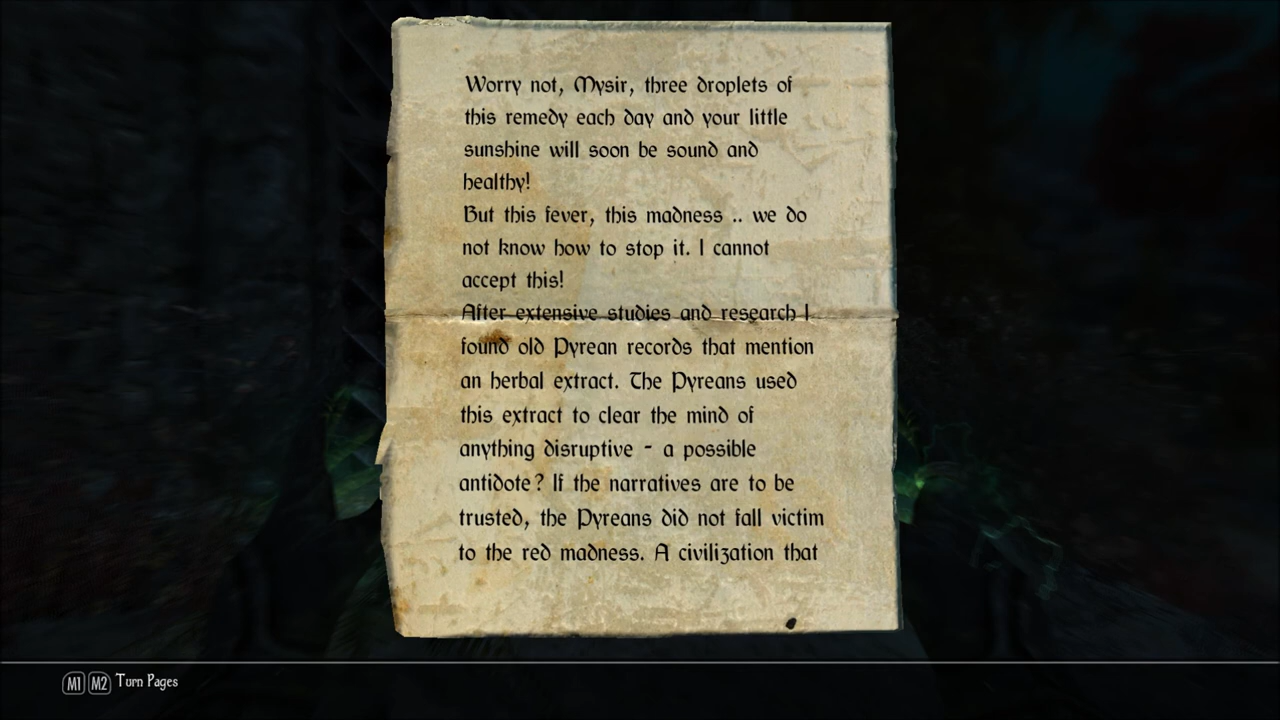 Worry not, Mysir, three droplets of
this remedy each day and your little
sunshine will soon be sound and
healthy!
But this fever, this madness .. we do
not know how to stop it. I cannot
accept this!
After extensive studies and research I
found old Pyrean records that mention
an herbal extract. The Pyreans used
this extract to clear the mind of
anything disruptive - a possible
antidote? If the narratives are to be
trusted, the Pyreans did not fall victim
to the red madness. A civilization that
M1 M2 Turn Pages